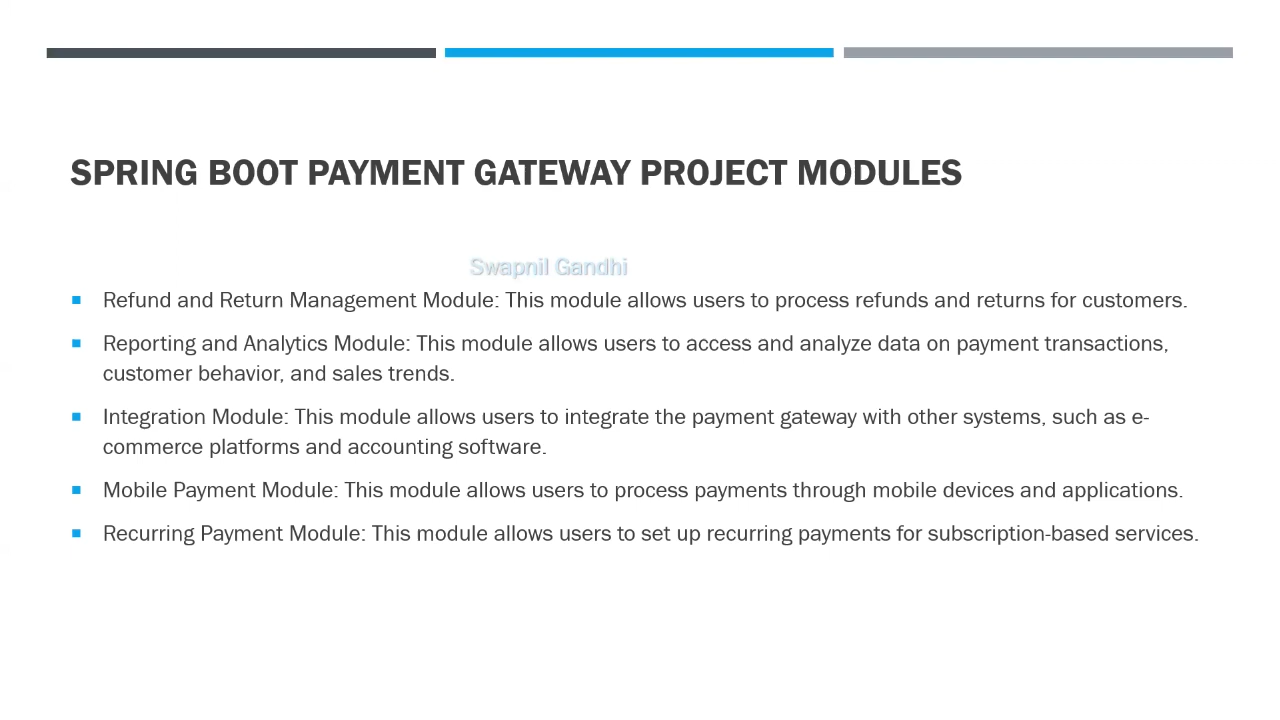 SPRING BOOT PAYMENT GATEWAY PROJECT MODULES
Swapnil Gandhi
Refund and Return Management Module: This module allows users to process refunds and returns for customers.
Reporting and Analytics Module: This module allows users to access and analyze data on payment transactions,
customer behavior, and sales trends.
Integration Module: This module allows users to integrate the payment gateway with other systems, such as e-
commerce platforms and accounting software.
Mobile Payment Module: This module allows users to process payments through mobile devices and applications.
Recurring Payment Module: This module allows users to set up recurring payments for subscription-based services.